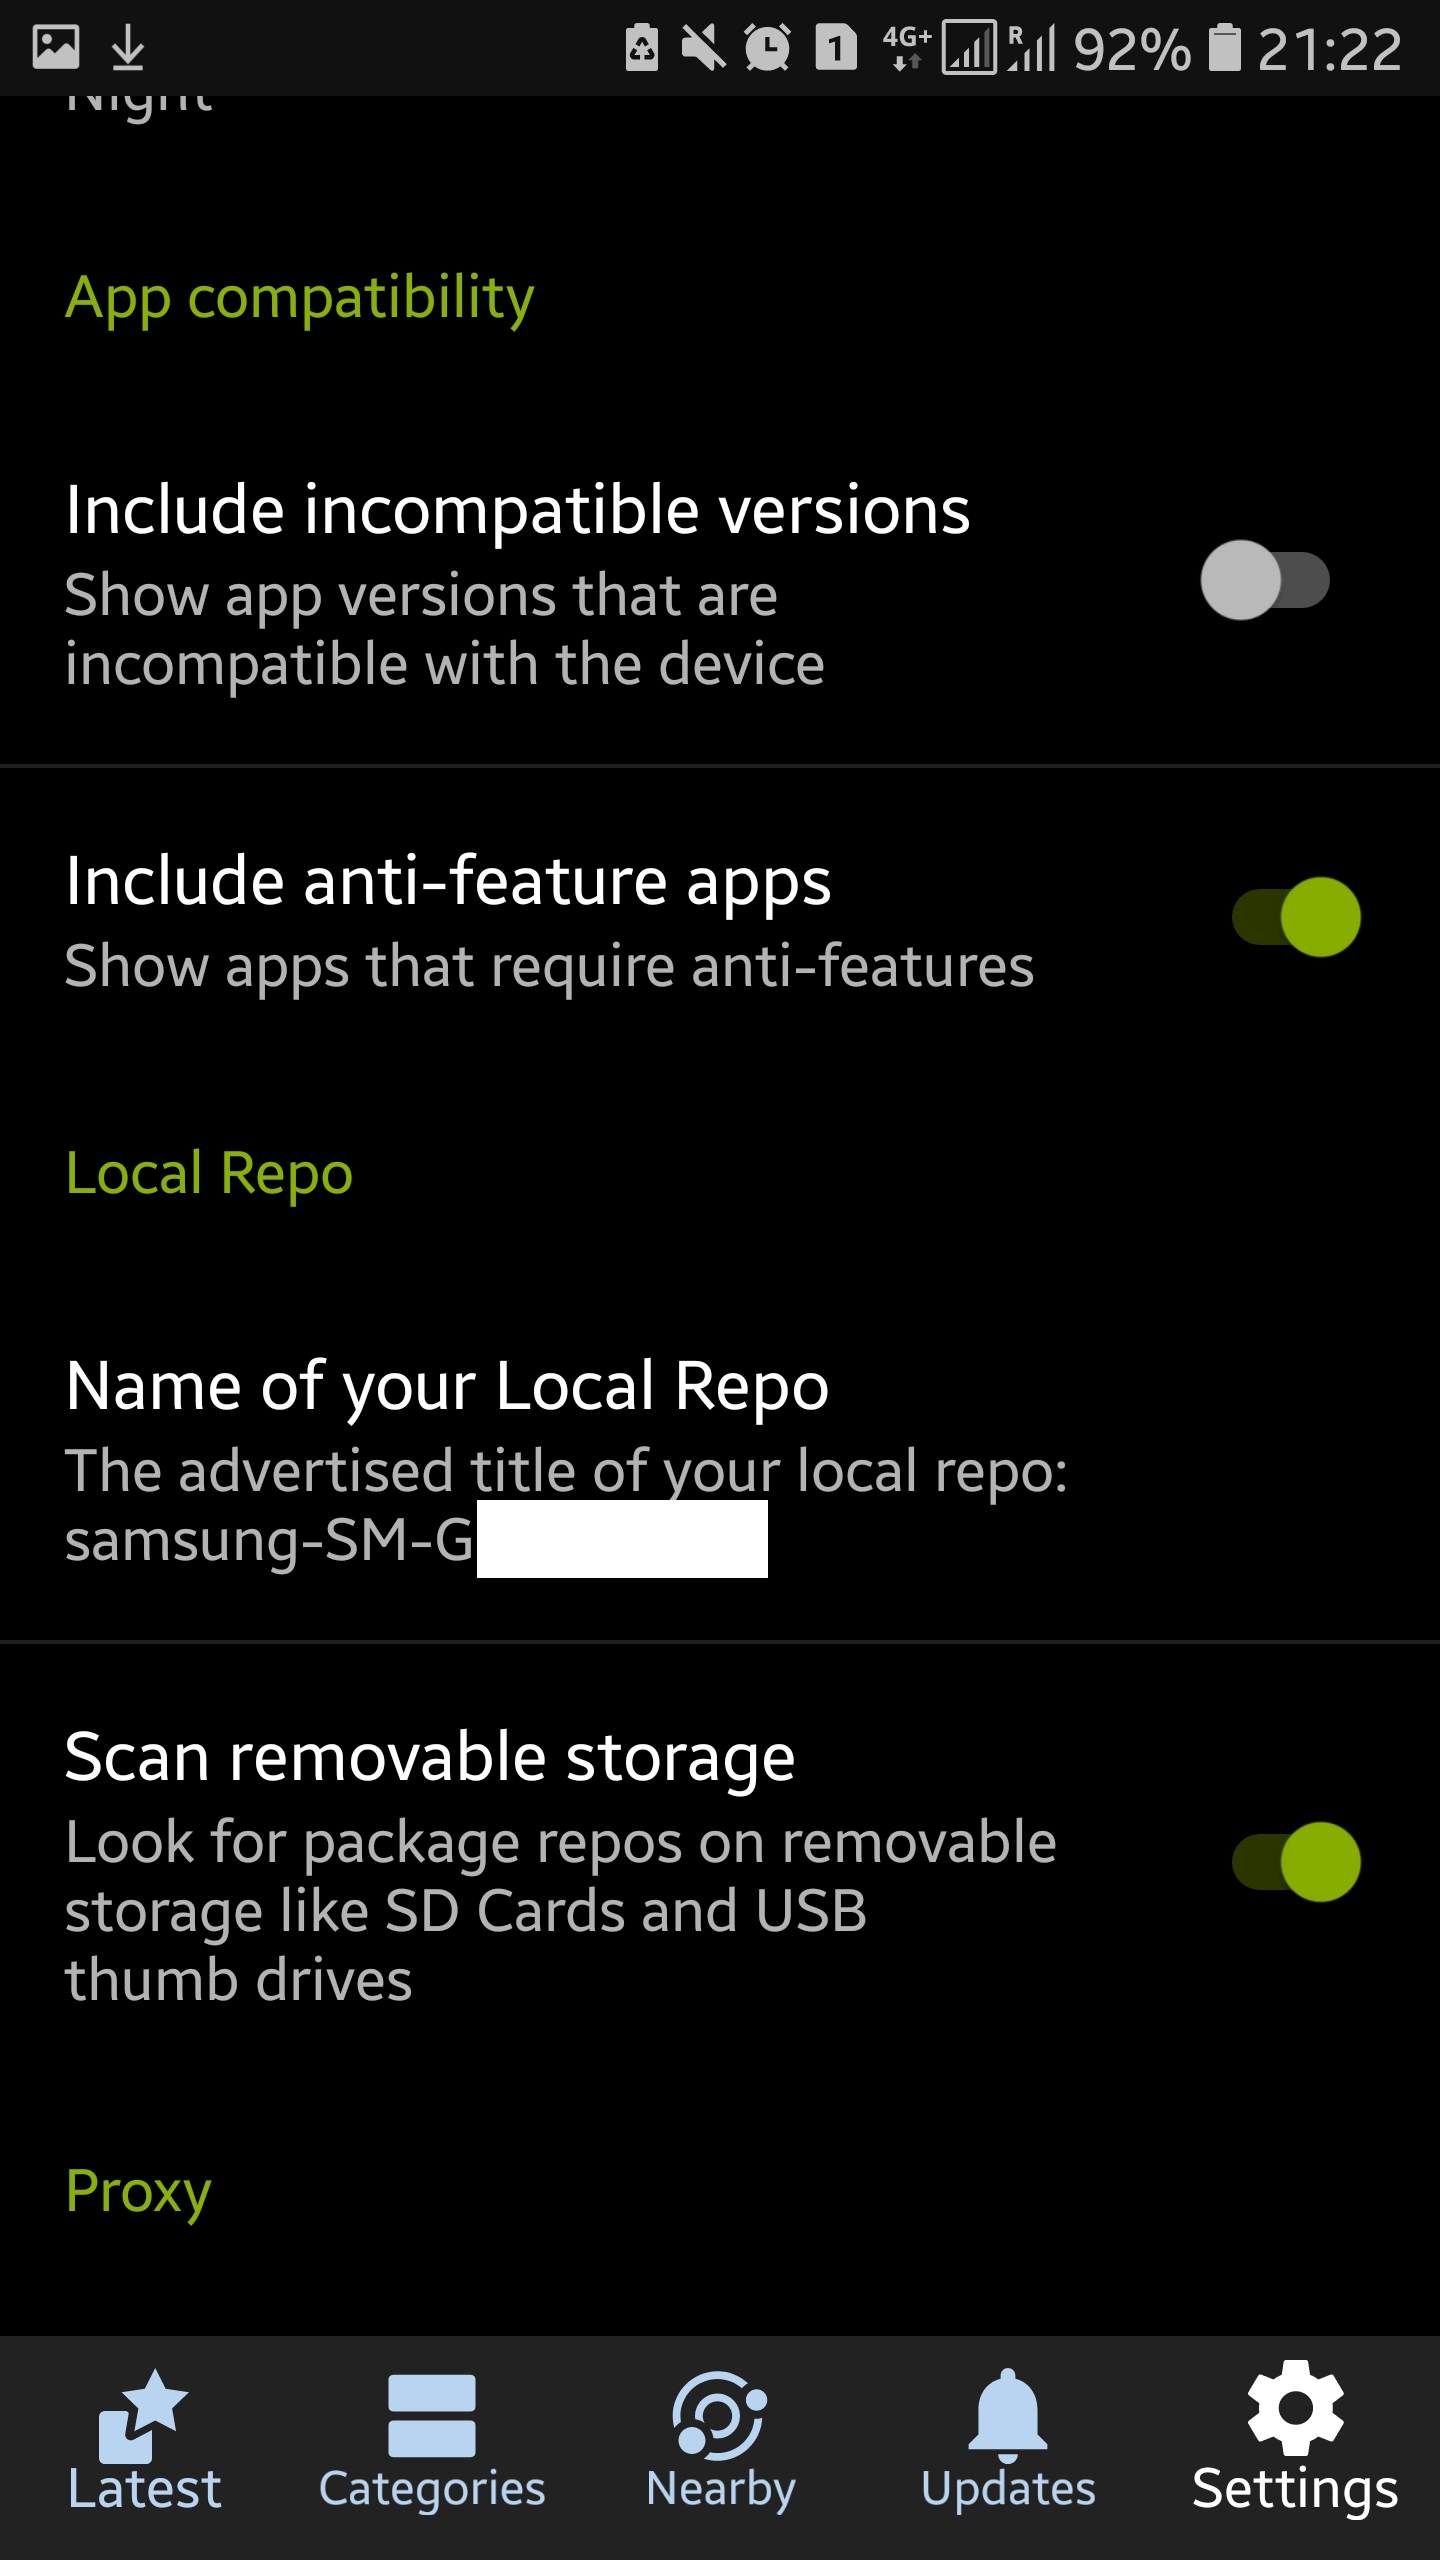 4G+ R 92% 21:22
1
Night
App compatibility
Include incompatible versions
Show app versions that are
incompatible with the device
Include anti-feature apps
Show apps that require anti-features
Local Repo
Name of your Local Repo
The advertised title of your local repo:
samsung-SM-G
Scan removable storage
Look for package repos on removable
storage like SD Cards and USB
thumb drives
Proxy
Latest Categories Nearby Updates Settings